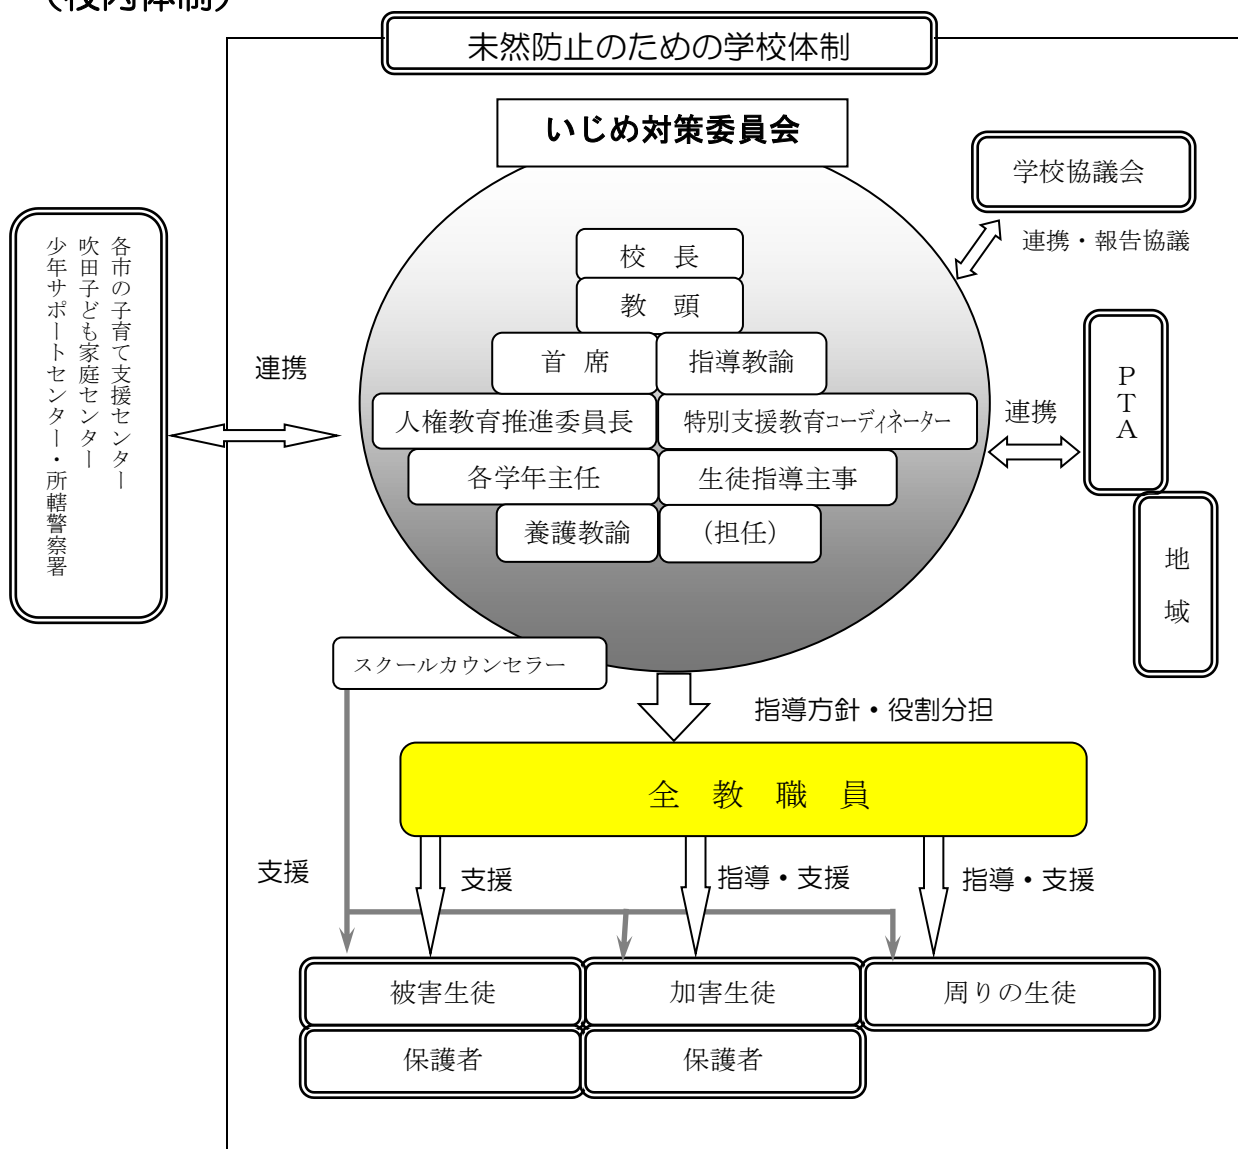 （校内体制）
未然防止のための学校体制
いじめ対策委員会
学校協議会
連携・報告協議
校　長
教　頭
首　席
指導教諭
人権教育推進委員長
特別支援教育コーディネーター
各学年主任
生徒指導主事
養護教諭
（担任）
各市の子育て支援センター
吹田子ども家庭センター
少年サポートセンター・所轄警察署
連携
連携
ＰＴＡ
地　域
スクールカウンセラー
指導方針・役割分担
全　教　職　員
支援
支援
指導・支援
指導・支援
被害生徒
加害生徒
周りの生徒
保護者
保護者